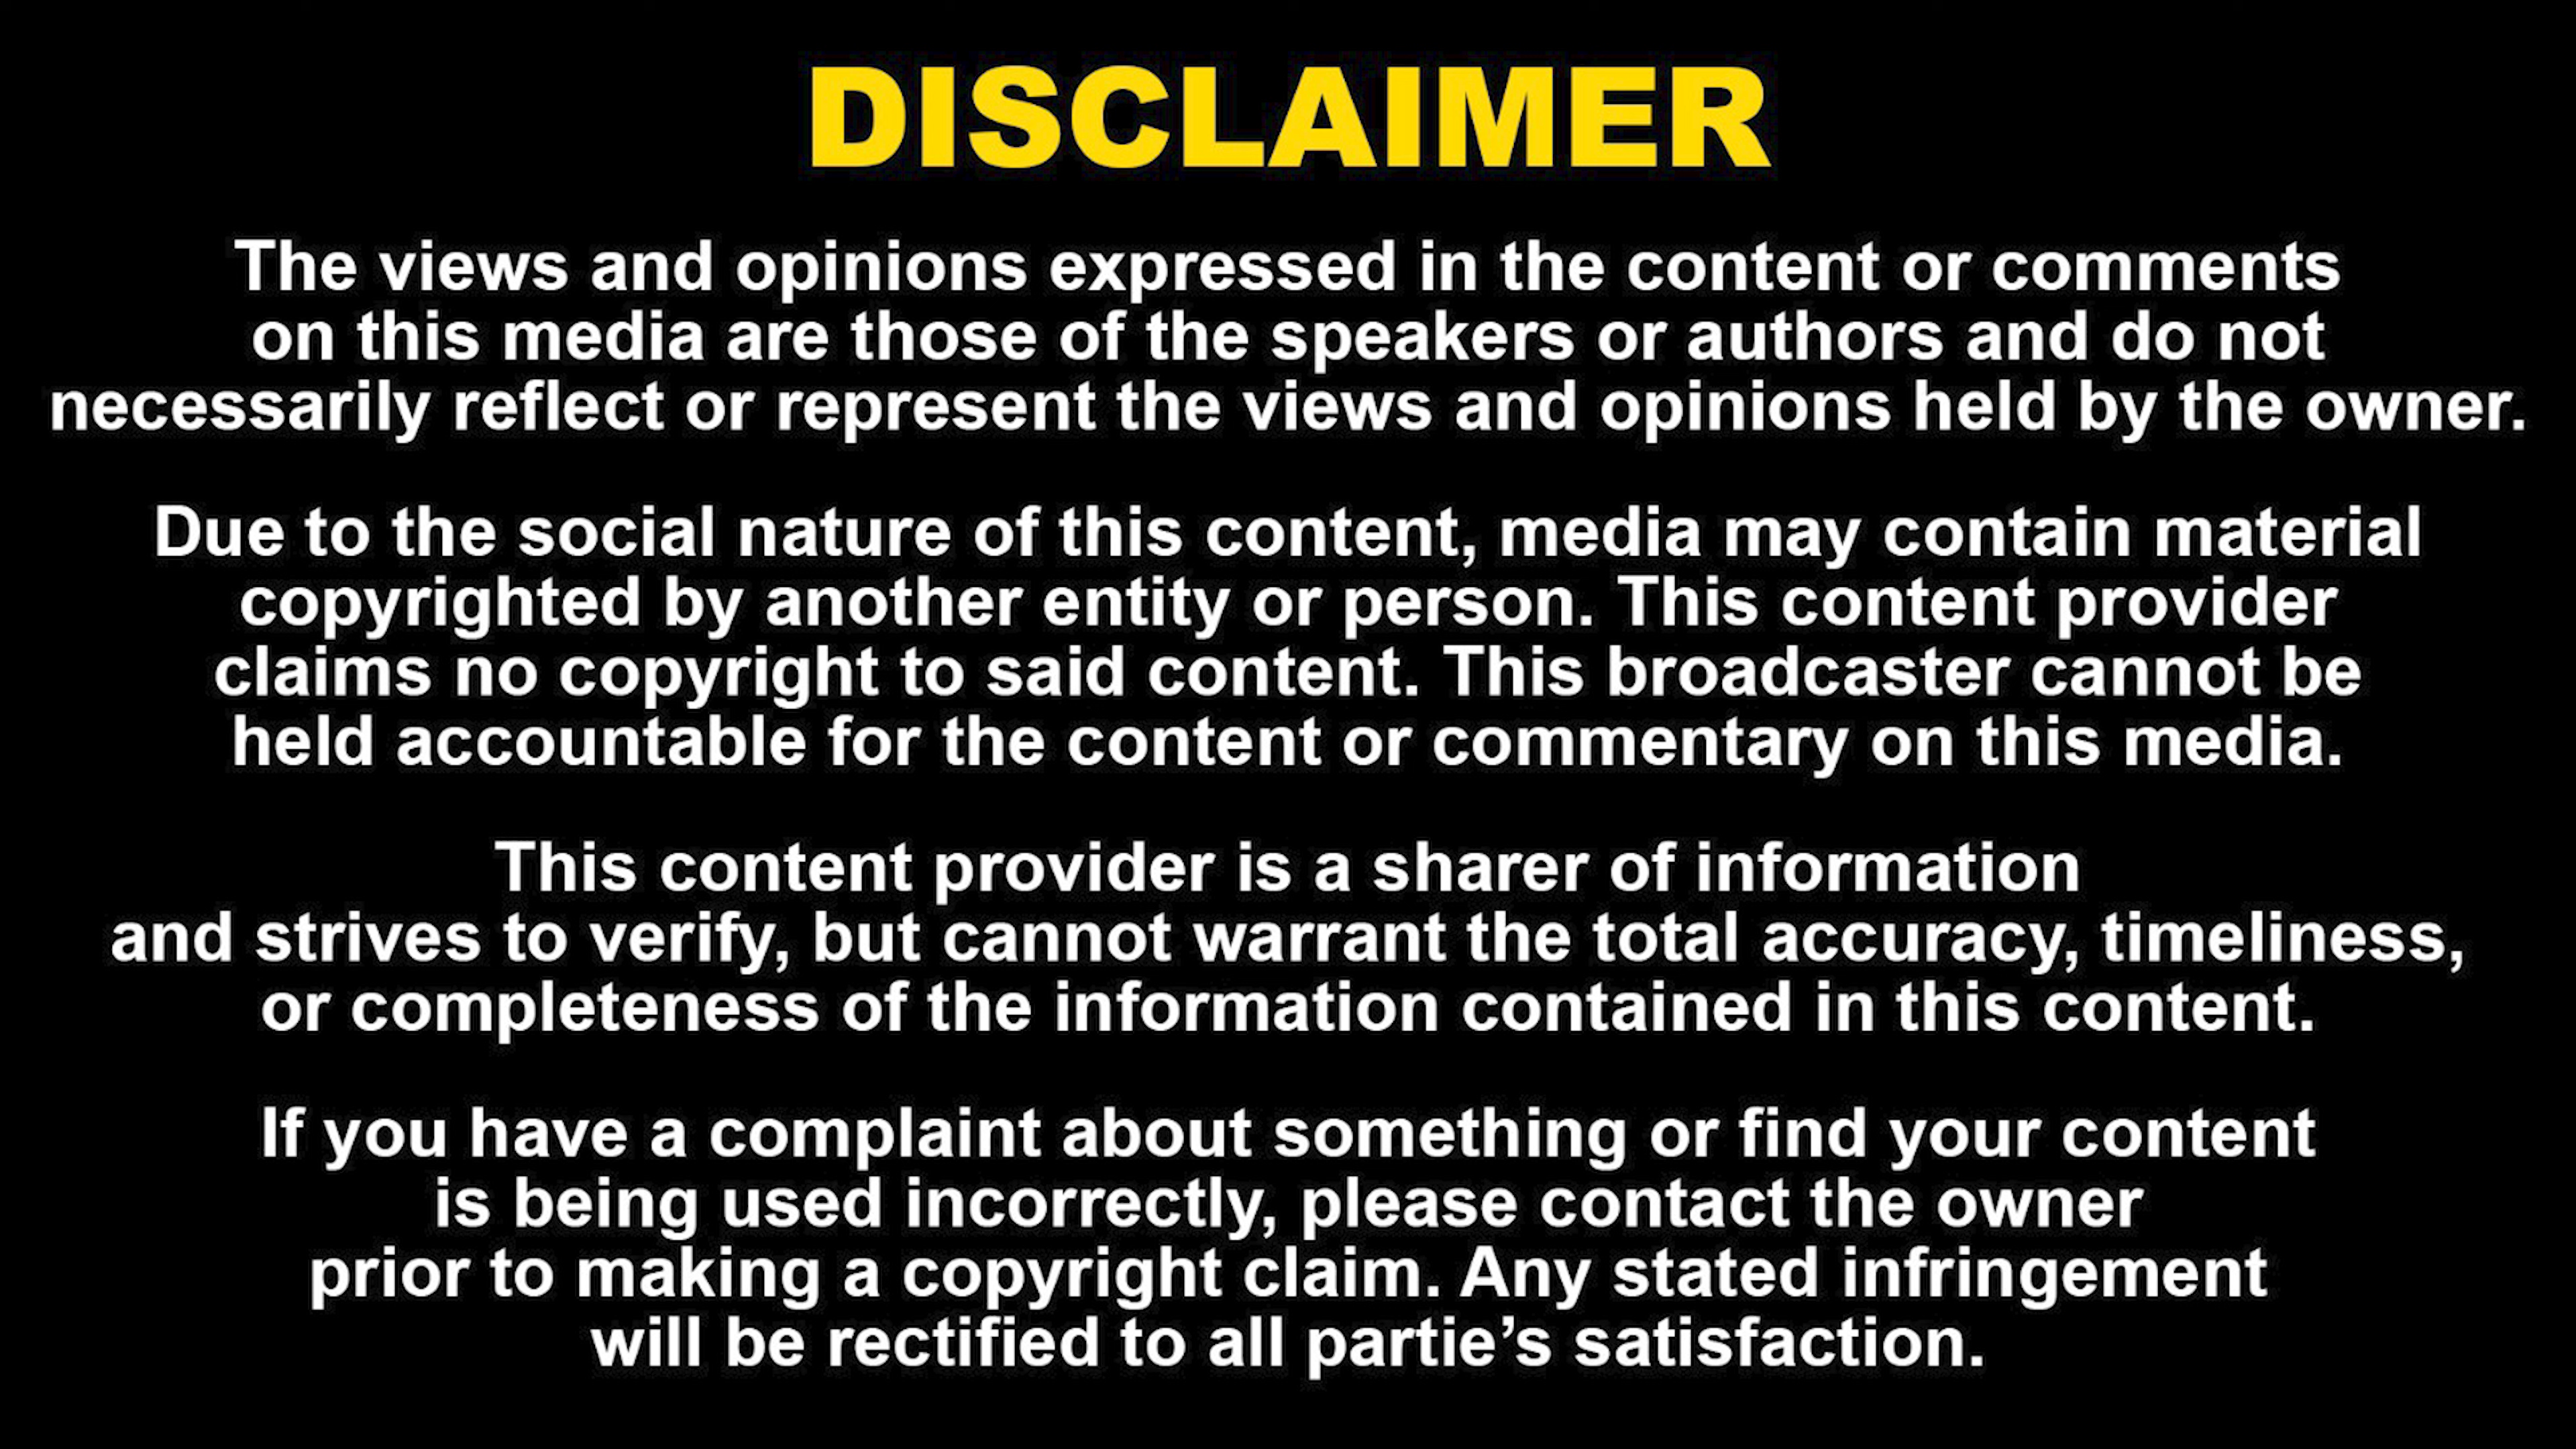 DISCLAIMER
The views and opinions expressed in the content or comments
on this media are those of the speakers or authors and do not
necessarily reflect or represent the views and opinions held by the owner.
Due to the social nature of this content, media may contain material
copyrighted by another entity or person. This content provider
claims no copyright to said content. This broadcaster cannot be
held accountable for the content or commentary on this media.
This content provider is a sharer of information
and strives to verify, but cannot warrant the total accuracy, timeliness,
or completeness of the information contained in this content.
If you have a complaint about something or find your content
is being used incorrectly, please contact the owner
prior to making a copyright claim. Any stated infringement
will be rectified to all partie’s satisfaction.